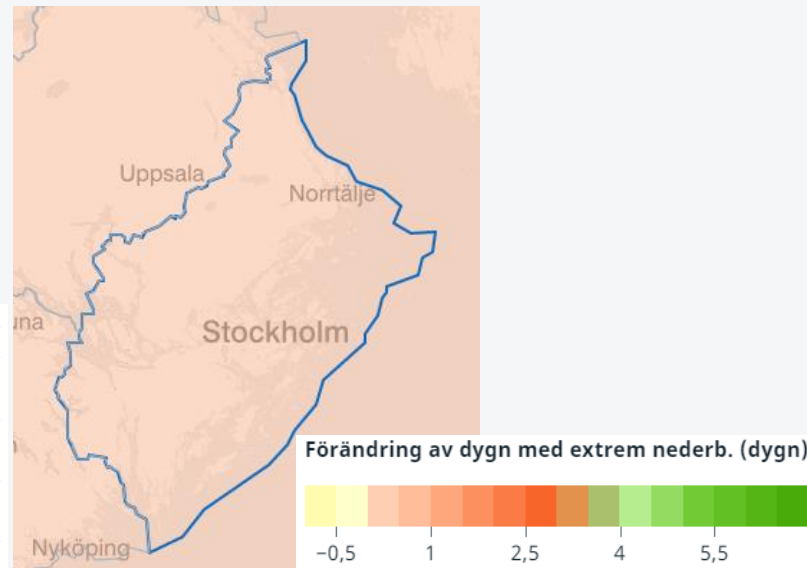 Uppsala
Norrtälje
una
Stockholm
Nyköping
Förändring av dygn med extrem nederb. (dygn)
−0,5 1 2,5 4 5,5